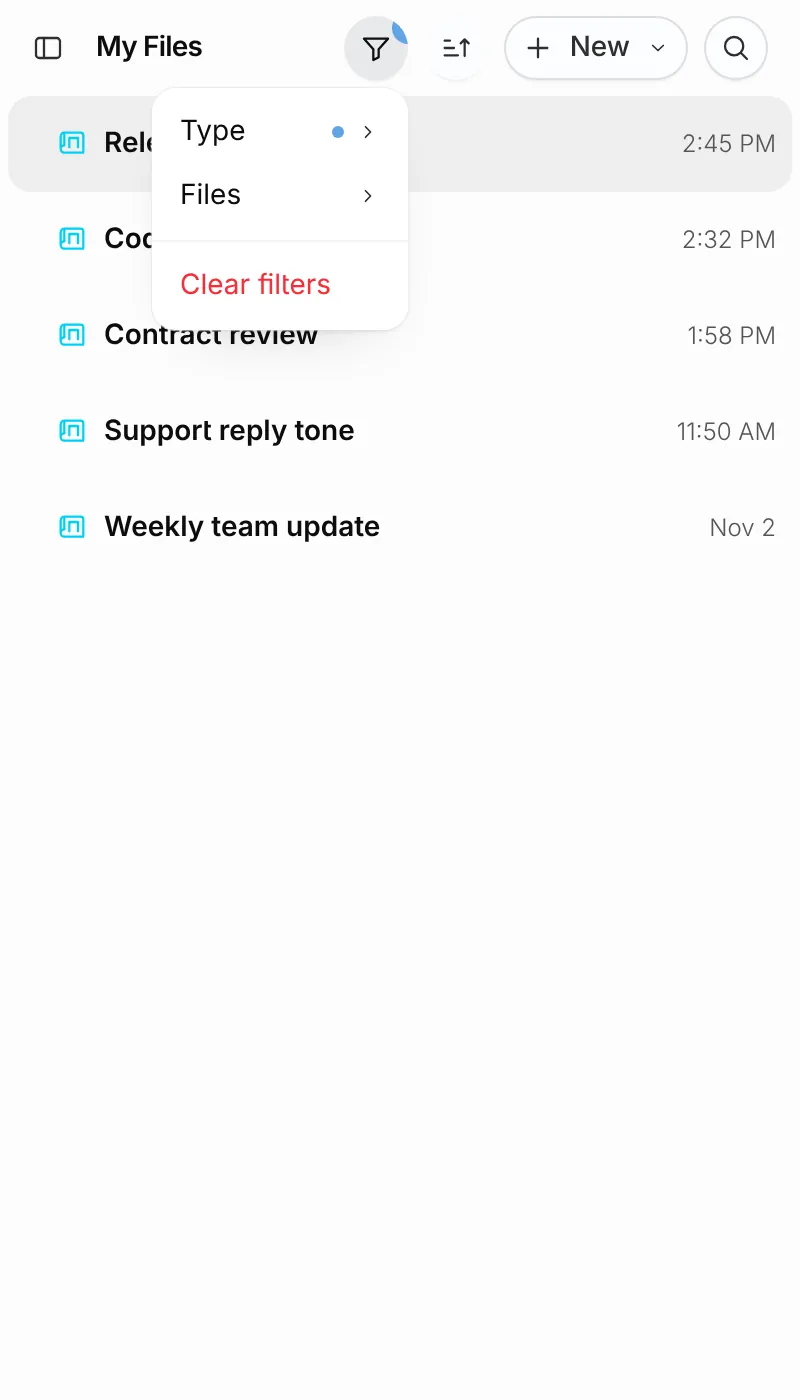 My Files
New
Type
Files
Clear filters
2:45 PM
2:32 PM
Contract review
1:58 PM
Support reply tone
11:50 AM
Weekly team update
Nov 2